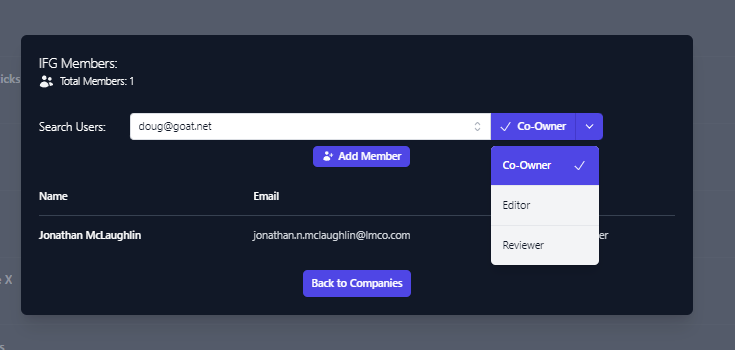 icks
IFG Members:
Total Members: 1
Search Users: doug@goat.net Co-Owner
Add Member
Co-Owner
Editor
Reviewer
Name Email
Jonathan McLaughlin jonathan.n.mclaughlin@lmco.com er
X
Back to Companies
s